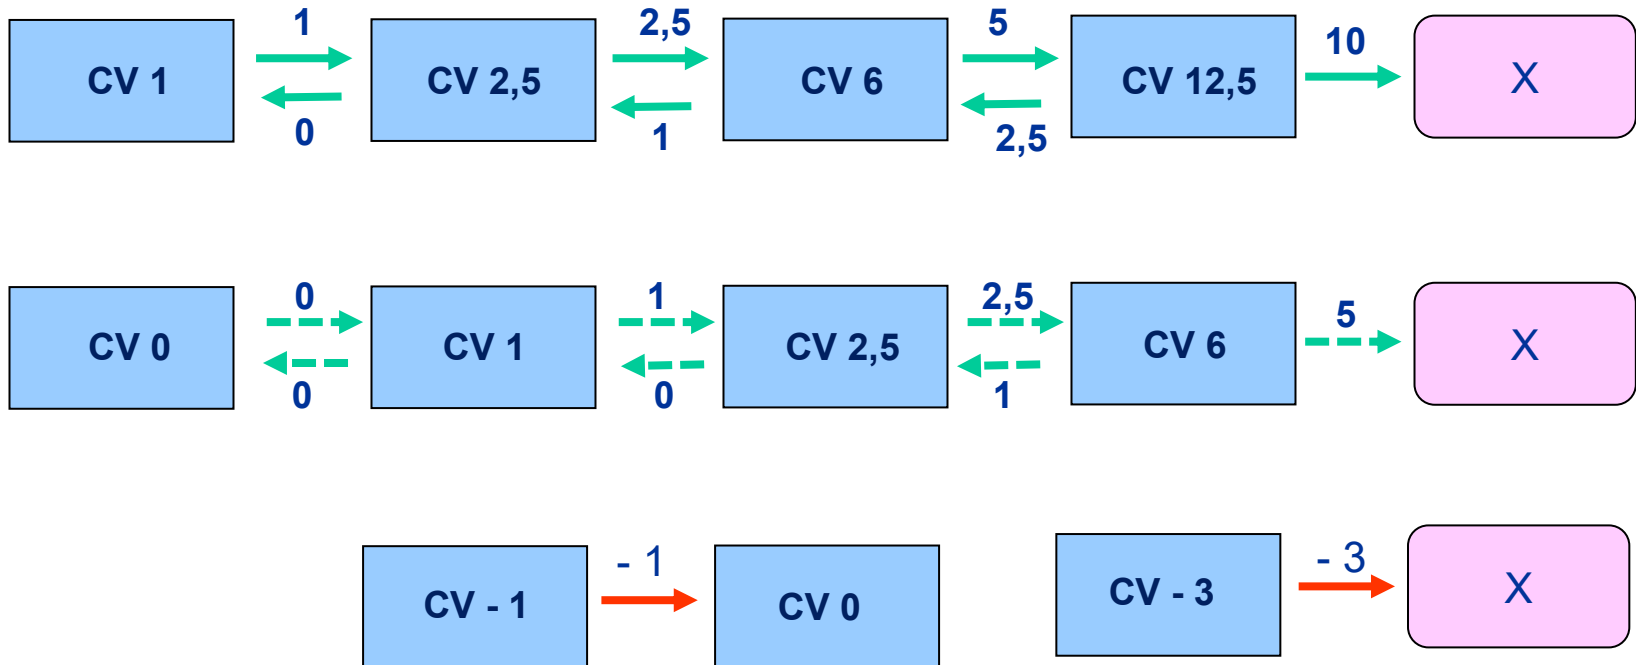 1 2,5 5 10
CV 1 CV 2,5 CV 6 CV 12,5 X
0 1 2,5
0 1 2,5 5
CV 0 CV 1 CV 2,5 CV 6 X
0 0 1
- 1 - 3
CV - 1 CV 0 CV - 3 X